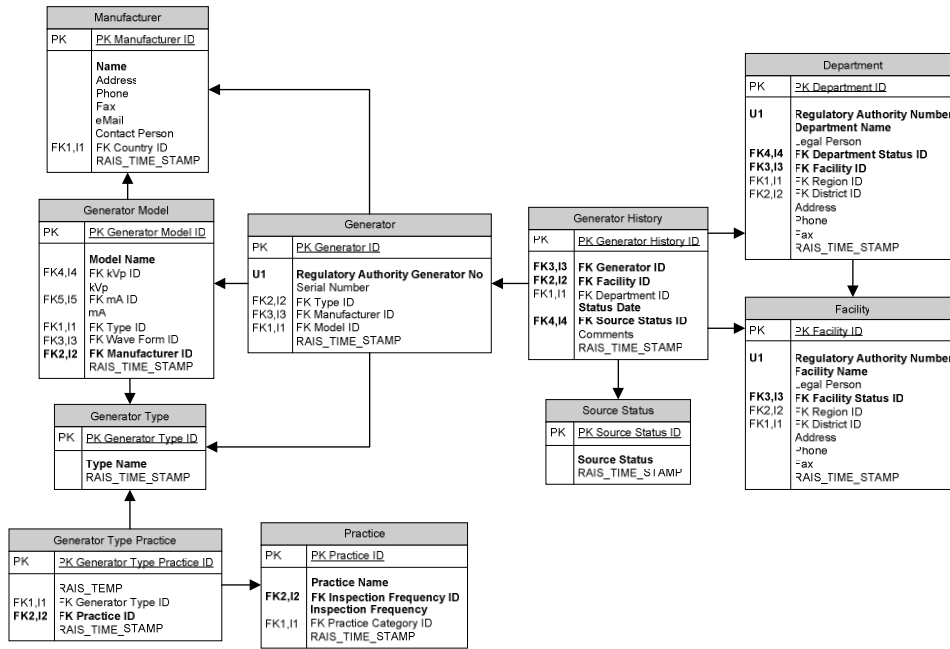 Manufacturer
PK PK Manufacturer ID
Name
Address
Phone
Fax
eMail
Contact Person
FK1,I1 FK Country ID
RAIS_TIME_STAMP
Generator Model
PK PK Generator Model ID
Model Name
FK4,I4 FK kVp ID
kVp
FK5,I5 FK mA ID
mA
FK1,I1 FK Type ID
FK3,I3 FK Wave Form ID
FK2,I2 FK Manufacturer ID
RAIS_TIME_STAMP
Generator Type
PK PK Generator Type ID
Type Name
RAIS_TIME_STAMP
Generator Type Practice
PK PK Generator Type Practice ID
RAIS_TEMP
FK1,I1 FK Generator Type ID
FK2,I2 FK Practice ID
RAIS_TIME_STAMP
Practice
PK PK Practice ID
Practice Name
FK2,I2 FK Inspection Frequency ID
Inspection Frequency
FK1,I1 FK Practice Category ID
RAIS_TIME_STAMP
Generator
PK PK Generator ID
U1 Regulatory Authority Generator No
Serial Number
FK2,I2 FK Type ID
FK3,I3 FK Manufacturer ID
FK1,I1 FK Model ID
RAIS_TIME_STAMP
Generator History
PK PK Generator History ID
FK3,I3 FK Generator ID
FK2,I2 FK Facility ID
FK1,I1 FK Department ID
Status Date
FK4,I4 FK Source Status ID
Comments
RAIS_TIME_STAMP
Source Status
PK PK Source Status ID
Source Status
RAIS_TIME_STAMP
Department
PK PK Department ID
U1 Regulatory Authority Number
Department Name
Legal Person
FK4,I4 FK Department Status ID
FK3,I3 FK Facility ID
FK1,I1 FK Region ID
FK2,I2 FK District ID
Address
Phone
Fax
RAIS_TIME_STAMP
Facility
PK PK Facility ID
U1 Regulatory Authority Number
Facility Name
Legal Person
FK3,I3 FK Facility Status ID
FK2,I2 FK Region ID
FK1,I1 FK District ID
Address
Phone
Fax
RAIS_TIME_STAMP